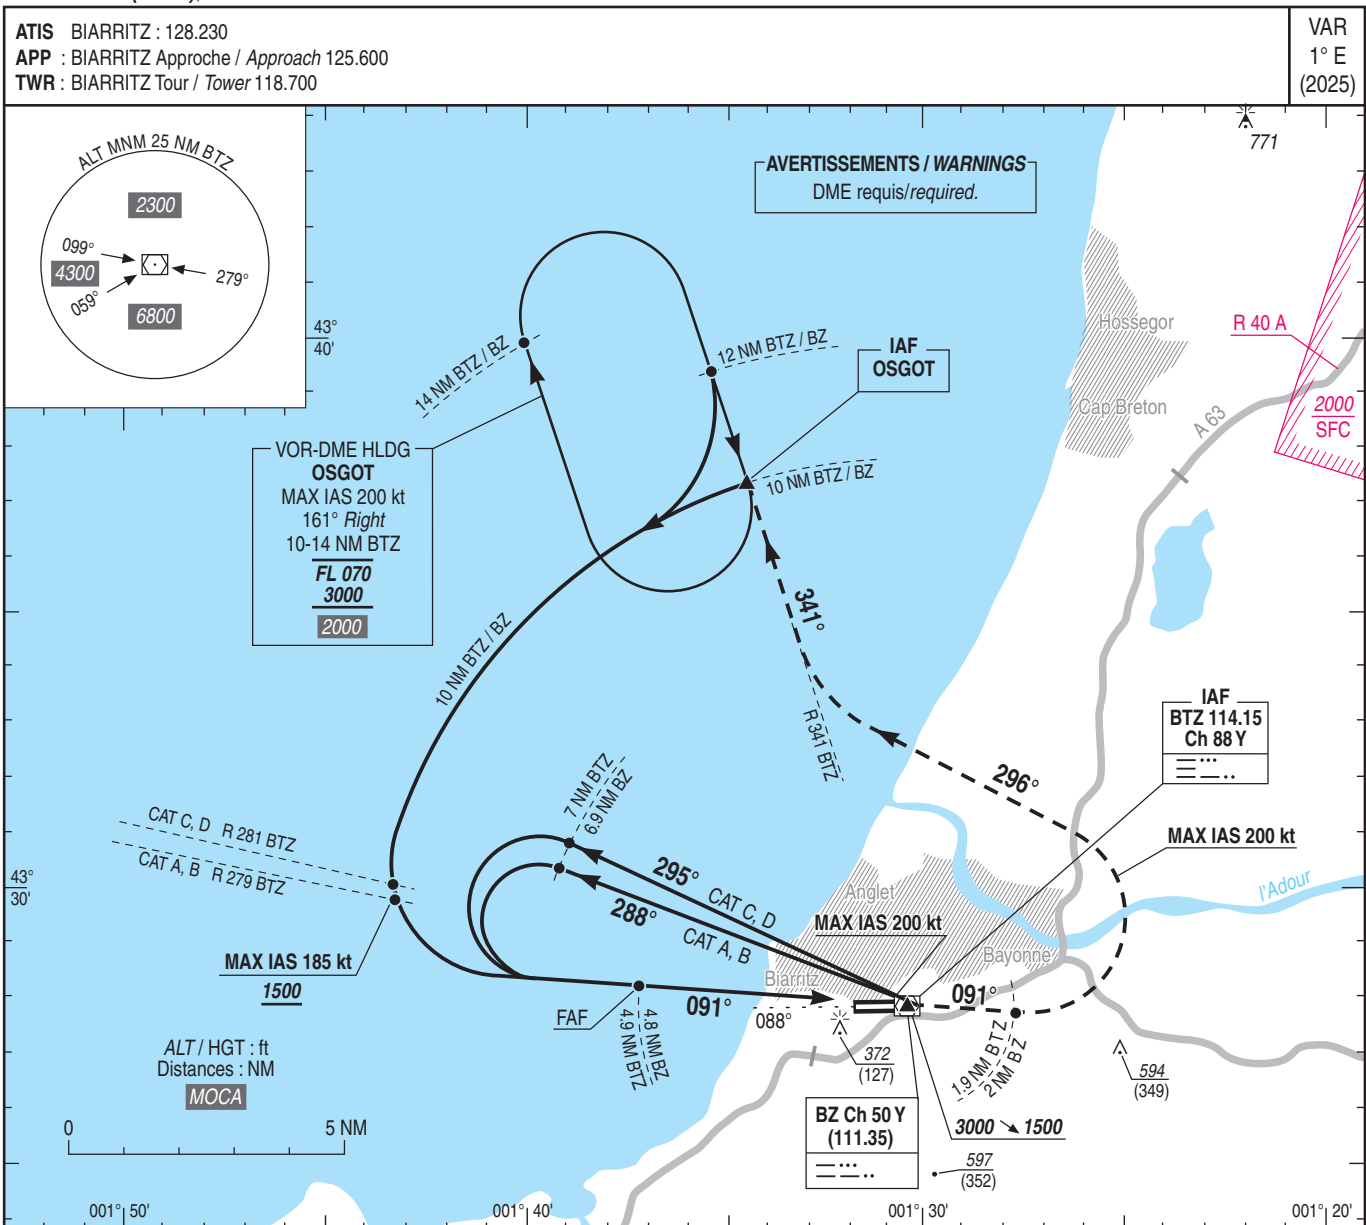 ATIS BIARRITZ : 128.230
APP : BIARRITZ Approche / Approach 125.600
TWR : BIARRITZ Tour / Tower 118.700
VAR
1° E
(2025)
ALT MNM 25 NM BTZ
2300
099°
4300
059°
279°
6800
AVERTISSEMENTS / WARNINGS
DME requis/required.
771
43°
40'
14 NM BTZ / BZ
12 NM BTZ / BZ
IAF
OSGOT
Hossegor
R 40 A
Cap Breton
2000
SFC
A 63
VOR-DME HLDG
OSGOT
MAX IAS 200 kt
161° Right
10-14 NM BTZ
FL 070
3000
2000
10 NM BTZ / BZ
341°
10 NM BTZ / BZ
R 341 BTZ
IAF
BTZ 114.15
Ch 88 Y
296°
7 NM BTZ
6.9 NM BZ
MAX IAS 200 kt
CAT C, D R 281 BTZ
CAT A, B R 279 BTZ
295° CAT C, D
288° CAT A, B
43°
30'
Anglet
l'Adour
MAX IAS 200 kt
Bayonne
MAX IAS 185 kt
1500
Biarritz
091°
091°
088°
FAF
4.8 NM BZ
4.9 NM BTZ
1.9 NM BTZ
2 NM BZ
372
(127)
594
(349)
ALT / HGT : ft
Distances : NM
MOCA
BZ Ch 50 Y
(111.35)
3000 ↘ 1500
597
(352)
0 5 NM
001° 50' 001° 40' 001° 30' 001° 20'